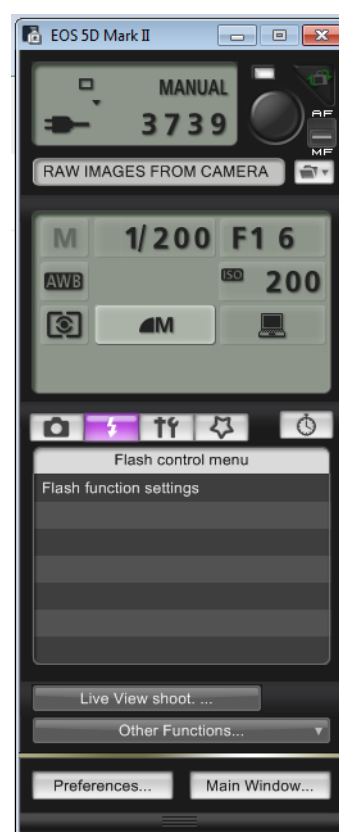 EOS 5D Mark II
MANUAL
3739
AF
MF
RAW IMAGES FROM CAMERA
M 1/200 F16
AWB ISO 200
M
Flash control menu
Flash function settings
Live View shoot. ...
Other Functions...
Preferences... Main Window...